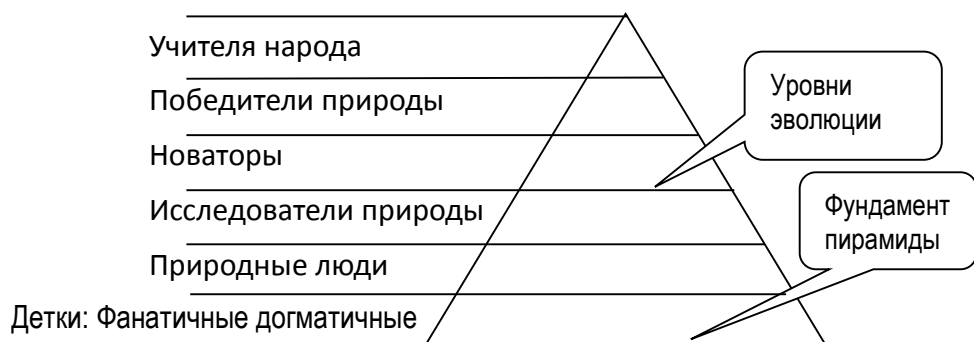 Учителя народа
Победители природы
Новаторы
Исследователи природы
Природные люди
Детки: Фанатичные догматичные
Уровни
эволюции
Фундамент
пирамиды